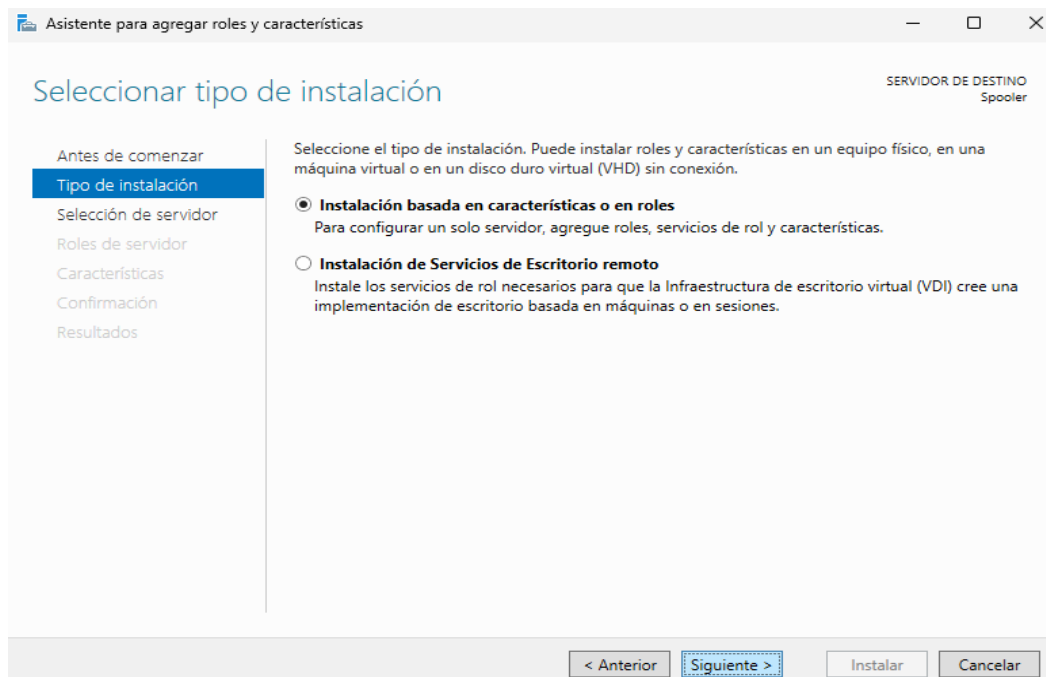 Asistente para agregar roles y características
Seleccionar tipo de instalación
SERVIDOR DE DESTINO
Spooler
Antes de comenzar
Tipo de instalación
Selección de servidor
Roles de servidor
Características
Confirmación
Resultados
Seleccione el tipo de instalación. Puede instalar roles y características en un equipo físico, en una
máquina virtual o en un disco duro virtual (VHD) sin conexión.
Instalación basada en características o en roles
Para configurar un solo servidor, agregue roles, servicios de rol y características.
Instalación de Servicios de Escritorio remoto
Instale los servicios de rol necesarios para que la Infraestructura de escritorio virtual (VDI) cree una
implementación de escritorio basada en máquinas o en sesiones.
< Anterior
Siguiente >
Instalar
Cancelar